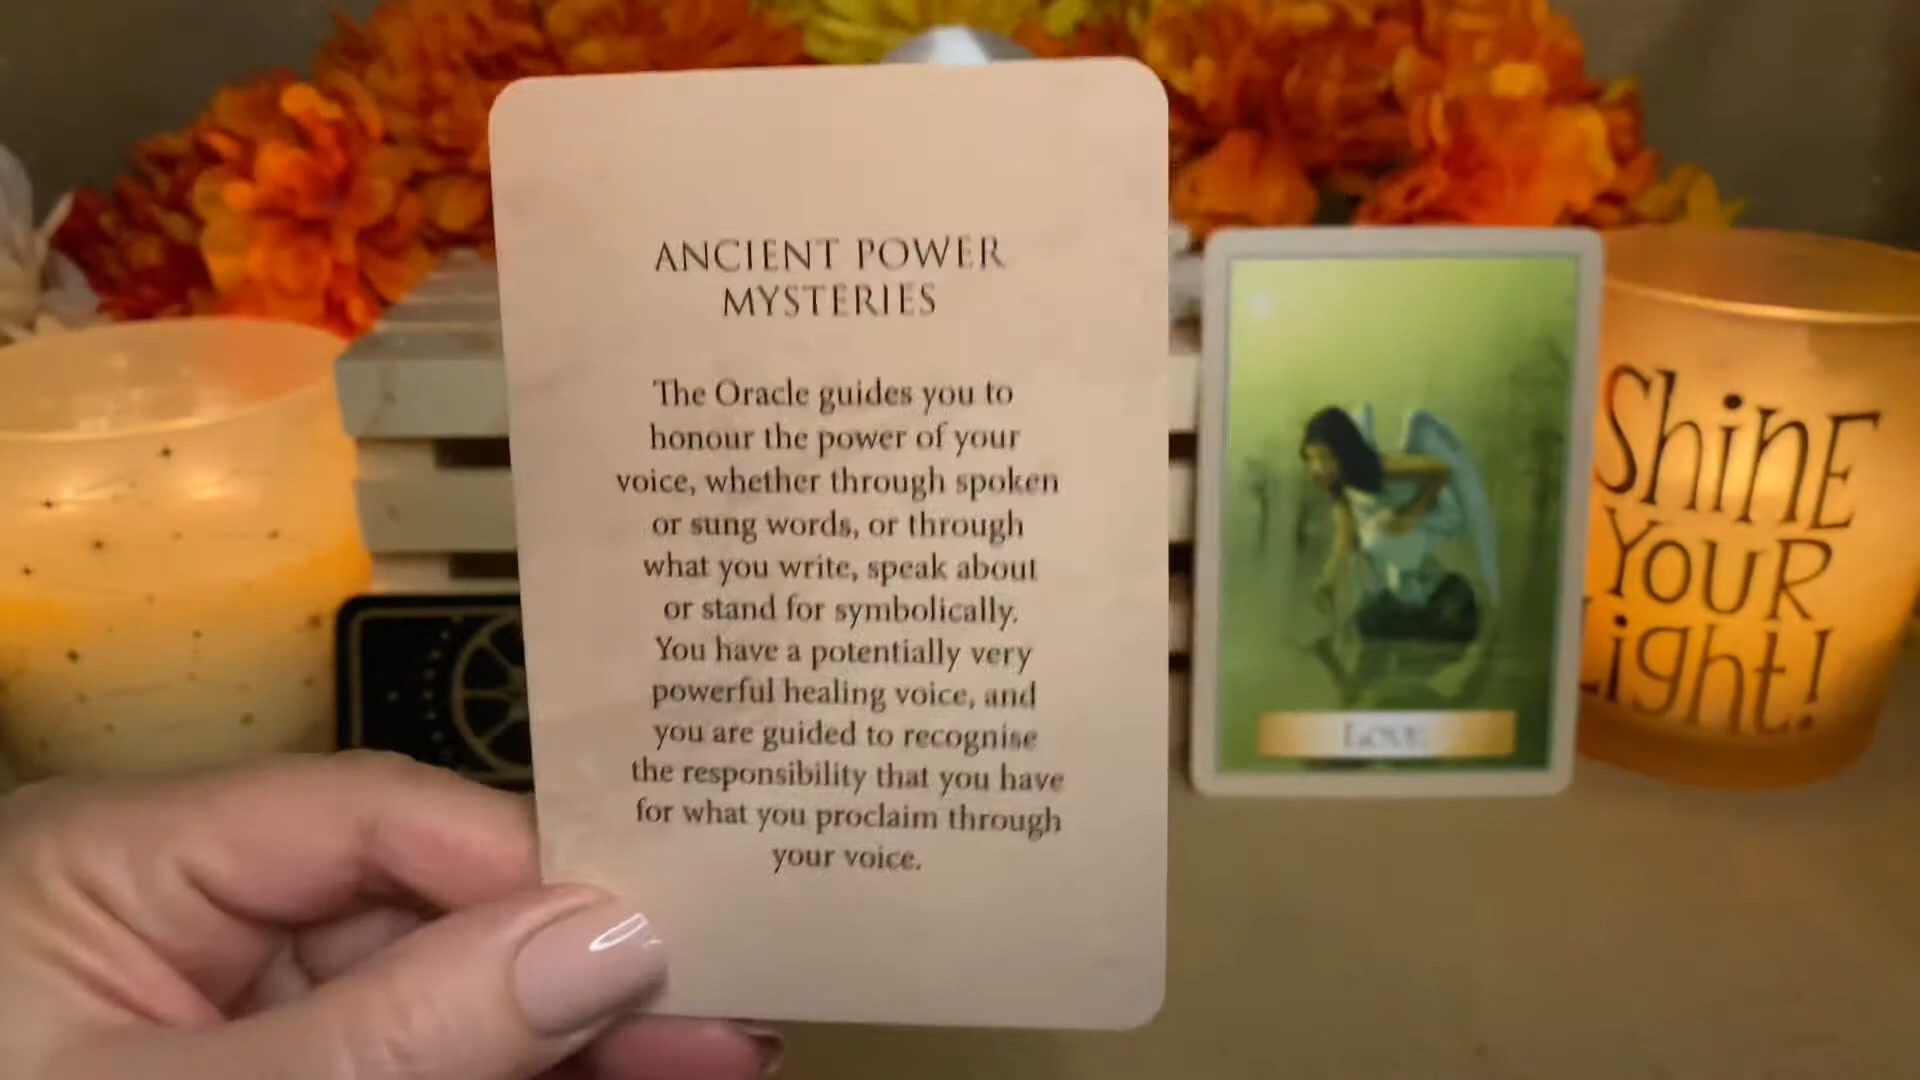 ANCIENT POWER
MYSTERIES
The Oracle guides you to
honour the power of your
voice, whether through spoken
or sung words, or through
what you write, speak about
or stand for symbolically.
You have a potentially very
powerful healing voice, and
you are guided to recognise
the responsibility that you have
for what you proclaim through
your voice.
LOVE
ShinE
YouR
Light!